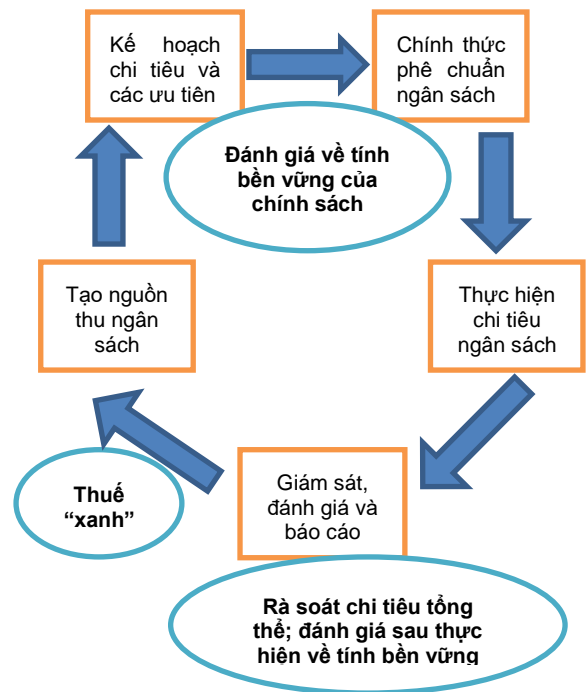 Kế hoạch
chi tiêu và
các ưu tiên
Chính thức
phê chuẩn
ngân sách
Đánh giá về tính
bền vững của
chính sách
Tạo nguồn
thu ngân
sách
Thực hiện
chi tiêu
ngân sách
Thuế
“xanh”
Giám sát,
đánh giá và
báo cáo
Rà soát chi tiêu tổng
thể; đánh giá sau thực
hiện về tính bền vững